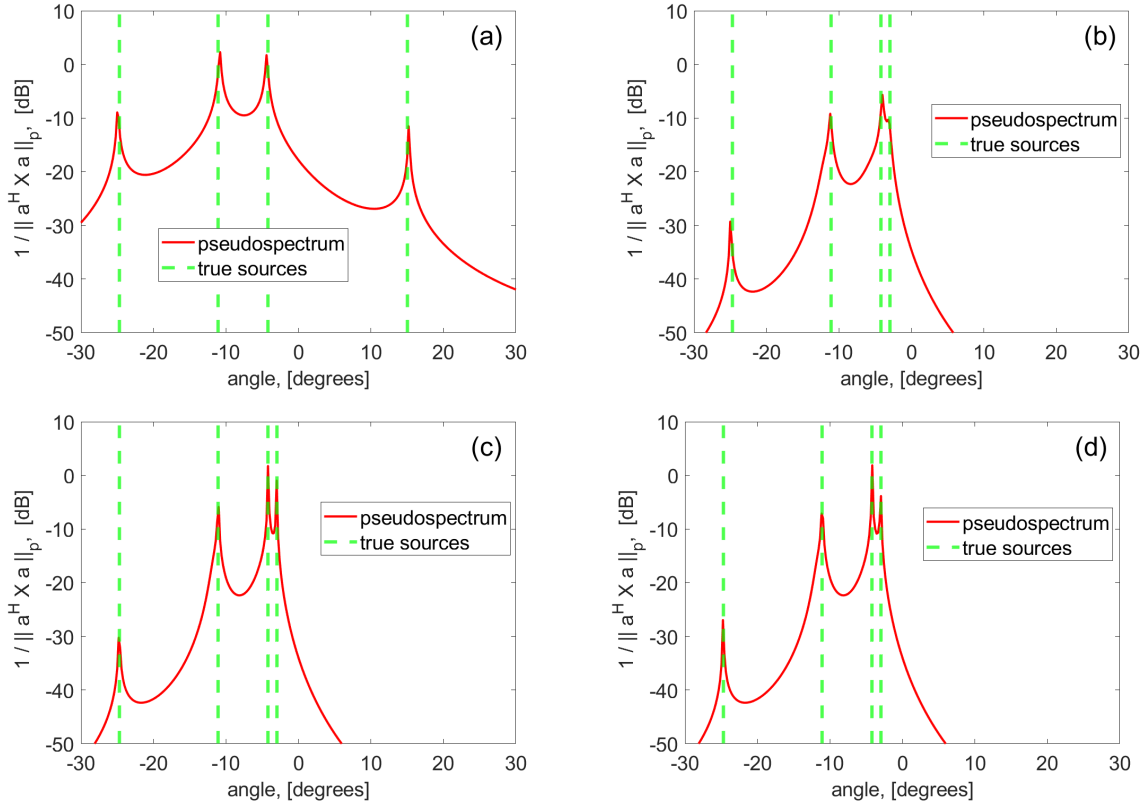 (a)
10
0
-10
-20
-30
-40
-50
1 / || a^H X a ||_p, [dB]
pseudospectrum
true sources
-30 -20 -10 0 10 20 30
angle, [degrees]
(b)
10
0
-10
-20
-30
-40
-50
1 / || a^H X a ||_p, [dB]
pseudospectrum
true sources
-30 -20 -10 0 10 20 30
angle, [degrees]
(c)
10
0
-10
-20
-30
-40
-50
1 / || a^H X a ||_p, [dB]
pseudospectrum
true sources
-30 -20 -10 0 10 20 30
angle, [degrees]
(d)
10
0
-10
-20
-30
-40
-50
1 / || a^H X a ||_p, [dB]
pseudospectrum
true sources
-30 -20 -10 0 10 20 30
angle, [degrees]